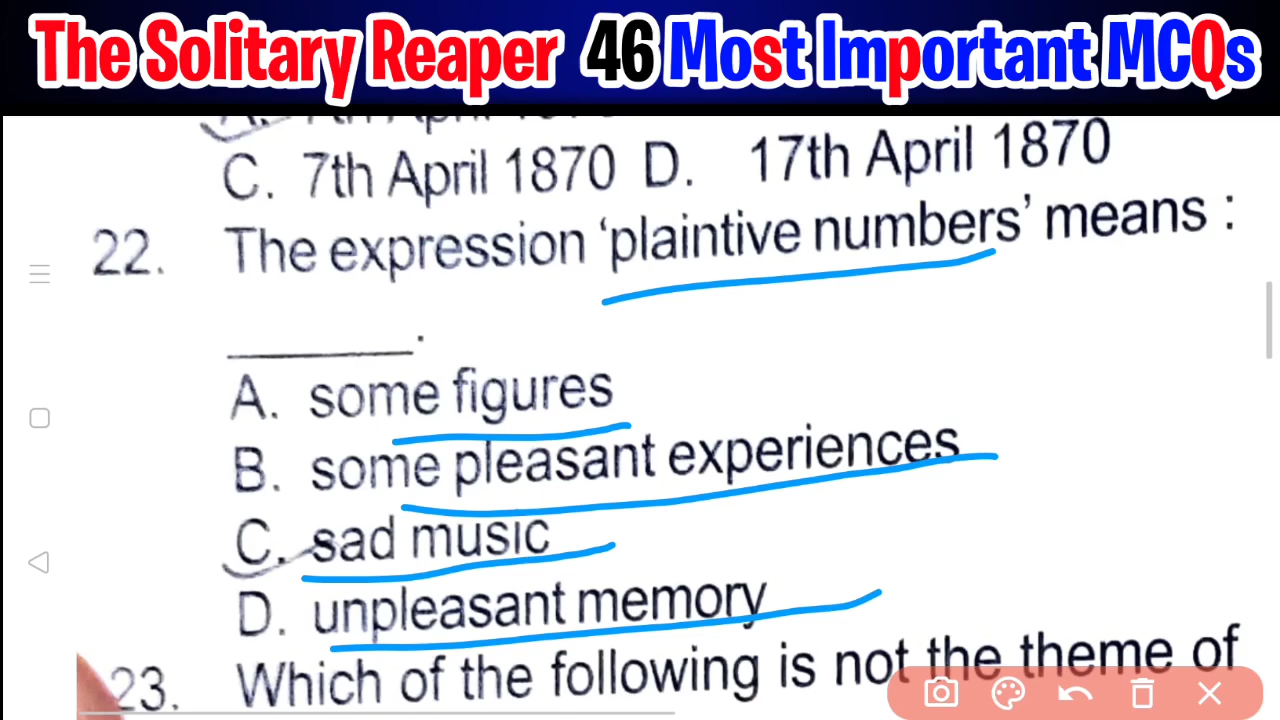 The Solitary Reaper 46 Most Important MCQs
C. 7th April 1870 D. 17th April 1870
22. The expression ‘plaintive numbers’ means :
.
A. some figures
B. some pleasant experiences
C. sad music
D. unpleasant memory
23. Which of the following is not the theme of